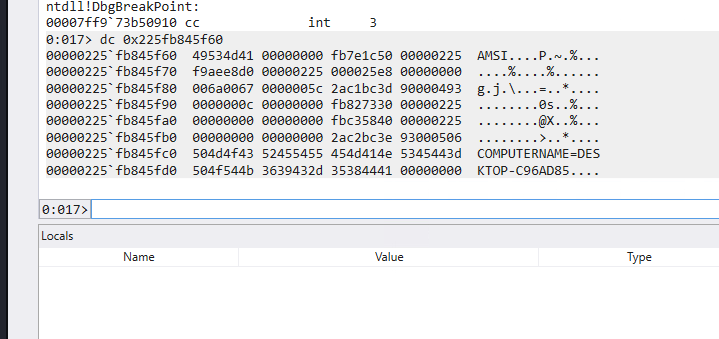 ntdll!DbgBreakPoint:
00007ff9`73b50910 cc int 3
0:017> dc 0x225fb845f60
00000225`fb845f60 49534d41 00000000 fb7e1c50 00000225 AMSI....P.~.%...
00000225`fb845f70 f9aee8d0 00000225 000025e8 00000000 ....%....%......
00000225`fb845f80 006a0067 0000005c 2ac1bc3d 90000493 g.j.\...=..*....
00000225`fb845f90 0000000c 00000000 fb827330 00000225 ........0s..%...
00000225`fb845fa0 00000000 00000000 fbc35840 00000225 ........@X..%...
00000225`fb845fb0 00000000 00000000 2ac2bc3e 93000506 ........>..*....
00000225`fb845fc0 504d4f43 52455455 454d414e 5345443d COMPUTERNAME=DES
00000225`fb845fd0 504f544b 3639432d 35384441 00000000 KTOP-C96AD85....
0:017>
Locals
Name Value Type